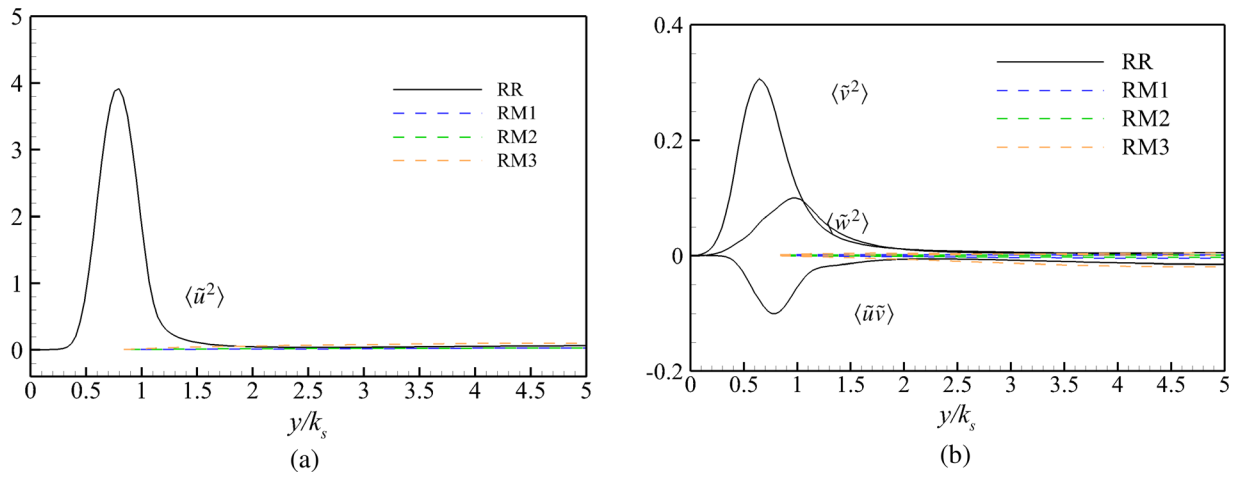 5
4
3
2
1
0
0 0.5 1 1.5 2 2.5 3 3.5 4 4.5 5
y/kₛ
RR
RM1
RM2
RM3
⟨ũ²⟩
(a)
0.4
0.2
0
-0.2
0 0.5 1 1.5 2 2.5 3 3.5 4 4.5 5
y/kₛ
RR
RM1
RM2
RM3
⟨ṽ²⟩
⟨w̃²⟩
⟨ũṽ⟩
(b)